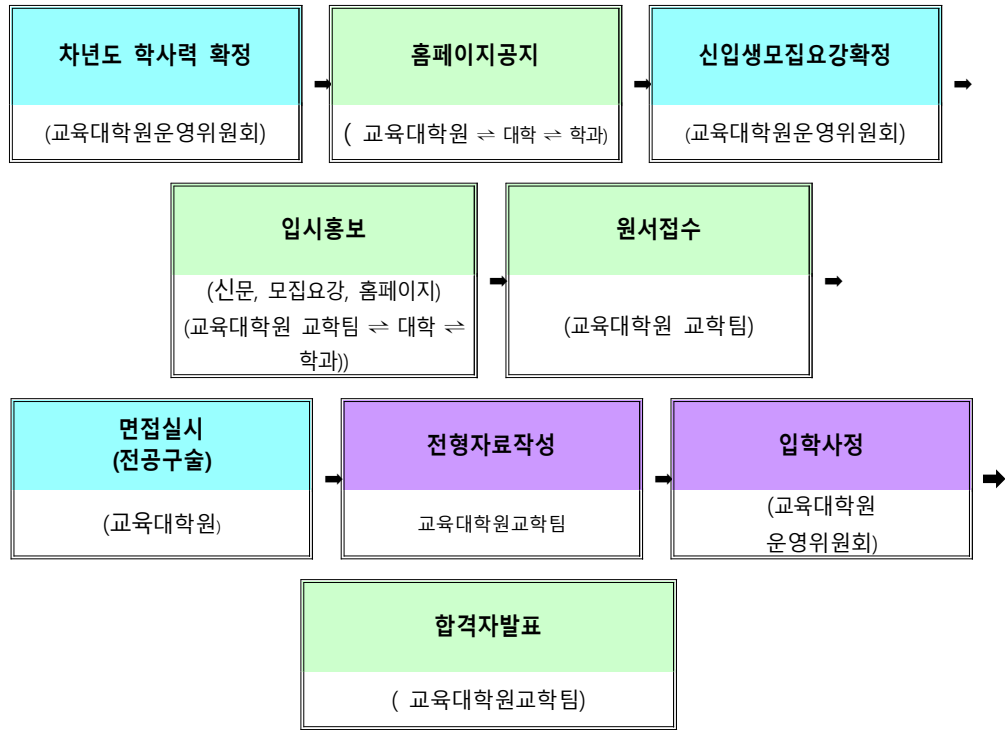 차년도 학사력 확정
(교육대학원운영위원회)
➡
홈페이지공지
( 교육대학원 ⇌ 대학 ⇌ 학과)
➡
신입생모집요강확정
(교육대학원운영위원회)
➡
입시홍보
(신문, 모집요강, 홈페이지)
(교육대학원 교학팀 ⇌ 대학 ⇌
학과))
➡
원서접수
(교육대학원 교학팀)
➡
면접실시
(전공구술)
(교육대학원)
➡
전형자료작성
교육대학원교학팀
➡
입학사정
(교육대학원
운영위원회)
➡
합격자발표
( 교육대학원교학팀)